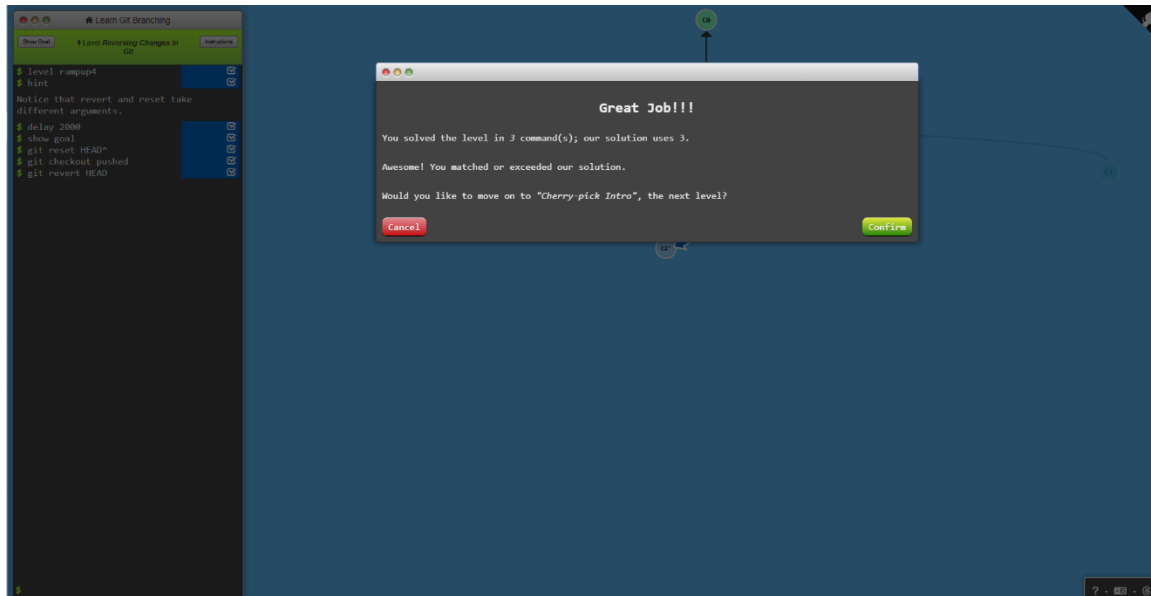 Learn Git Branching
Show Goal
Level Reversing Changes in
Git
Instructions
$ level rampup4
$ hint
Notice that revert and reset take
different arguments.
$ delay 2000
$ show goal
$ git reset HEAD^
$ git checkout pushed
$ git revert HEAD
$
C0
Great Job!!!
You solved the level in 3 command(s); our solution uses 3.
Awesome! You matched or exceeded our solution.
Would you like to move on to "Cherry-pick Intro", the next level?
Cancel
Confirm
C2'
?